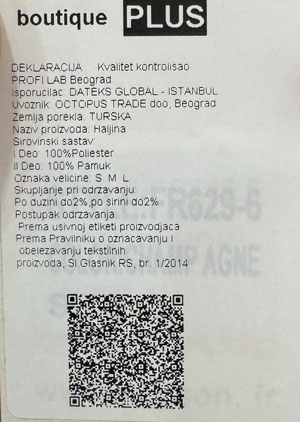 boutique PLUS
DEKLARACIJA Kvalitet kontrolisao
PROFI LAB Beograd
Isporucilac: DATEKS GLOBAL - ISTANBUL
Uvoznik: OCTOPUS TRADE doo, Beograd
Zemlja porekla: TURSKA
Naziv proizvoda: Haljina
Sirovinski sastav:
I Deo: 100%Poliester
II Deo: 100% Pamuk
Oznaka velicine: S M L
Skupljanje pri odrzavanju:
Po duzini do2% ,po sirini do2%
Postupak odrzavanja:
Prema usivnoj etiketi proizvodjaca
Prema Pravilniku o oznacavanju i
obelezavanju tekstilnih
proizvoda, Sl.Glasnik RS, br. 1/2014
FR629-6